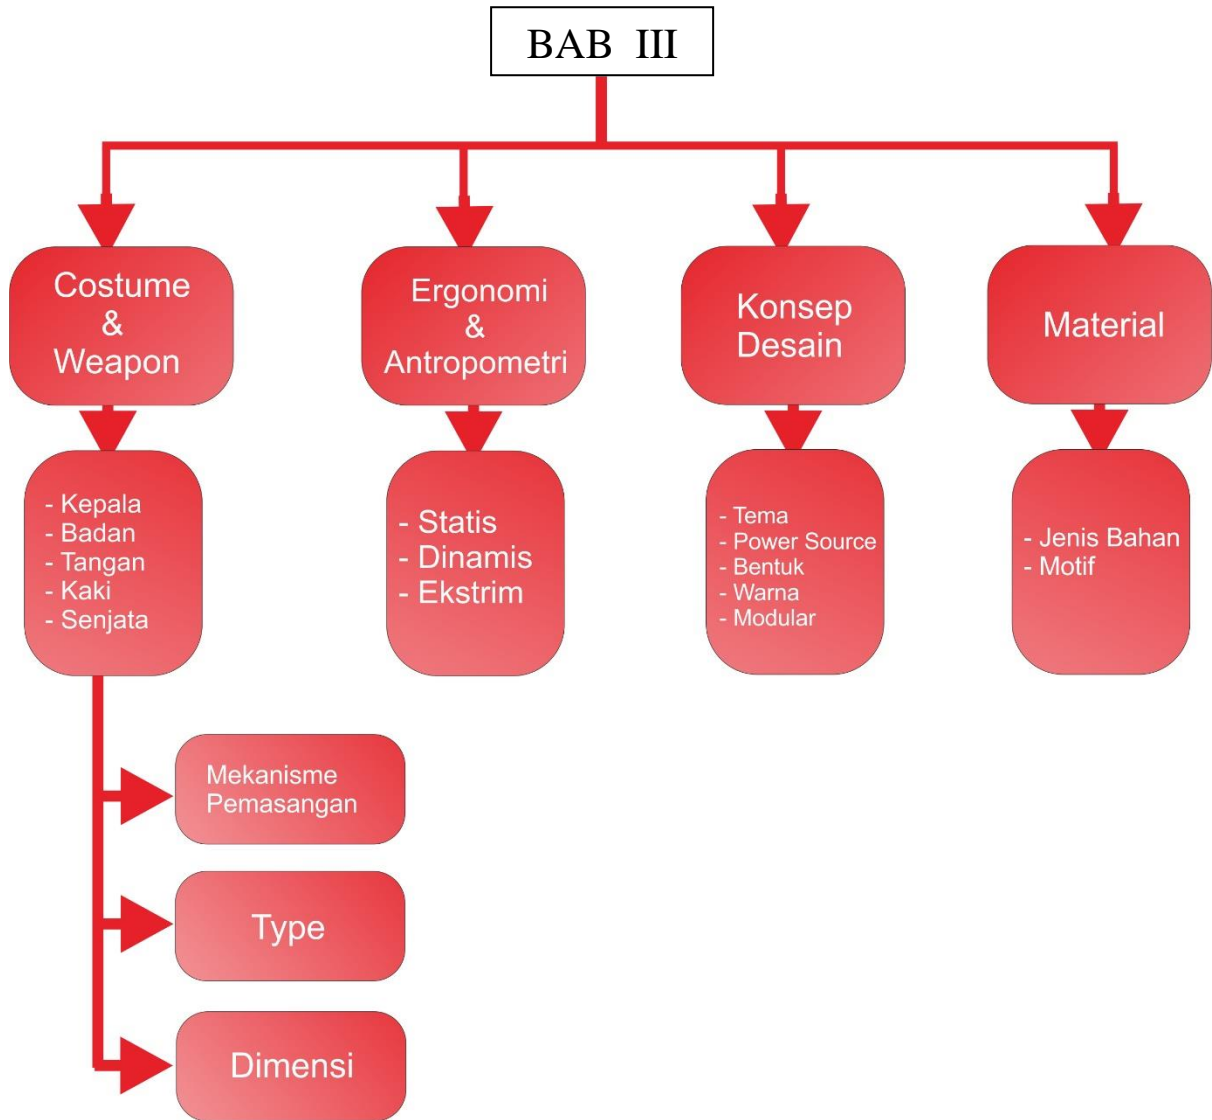 BAB III
Costume
&
Weapon
Ergonomi
&
Antropometri
Konsep
Desain
Material
- Kepala
- Badan
- Tangan
- Kaki
- Senjata
- Statis
- Dinamis
- Ekstrim
- Tema
- Power Source
- Bentuk
- Warna
- Modular
- Jenis Bahan
- Motif
Mekanisme
Pemasangan
Type
Dimensi